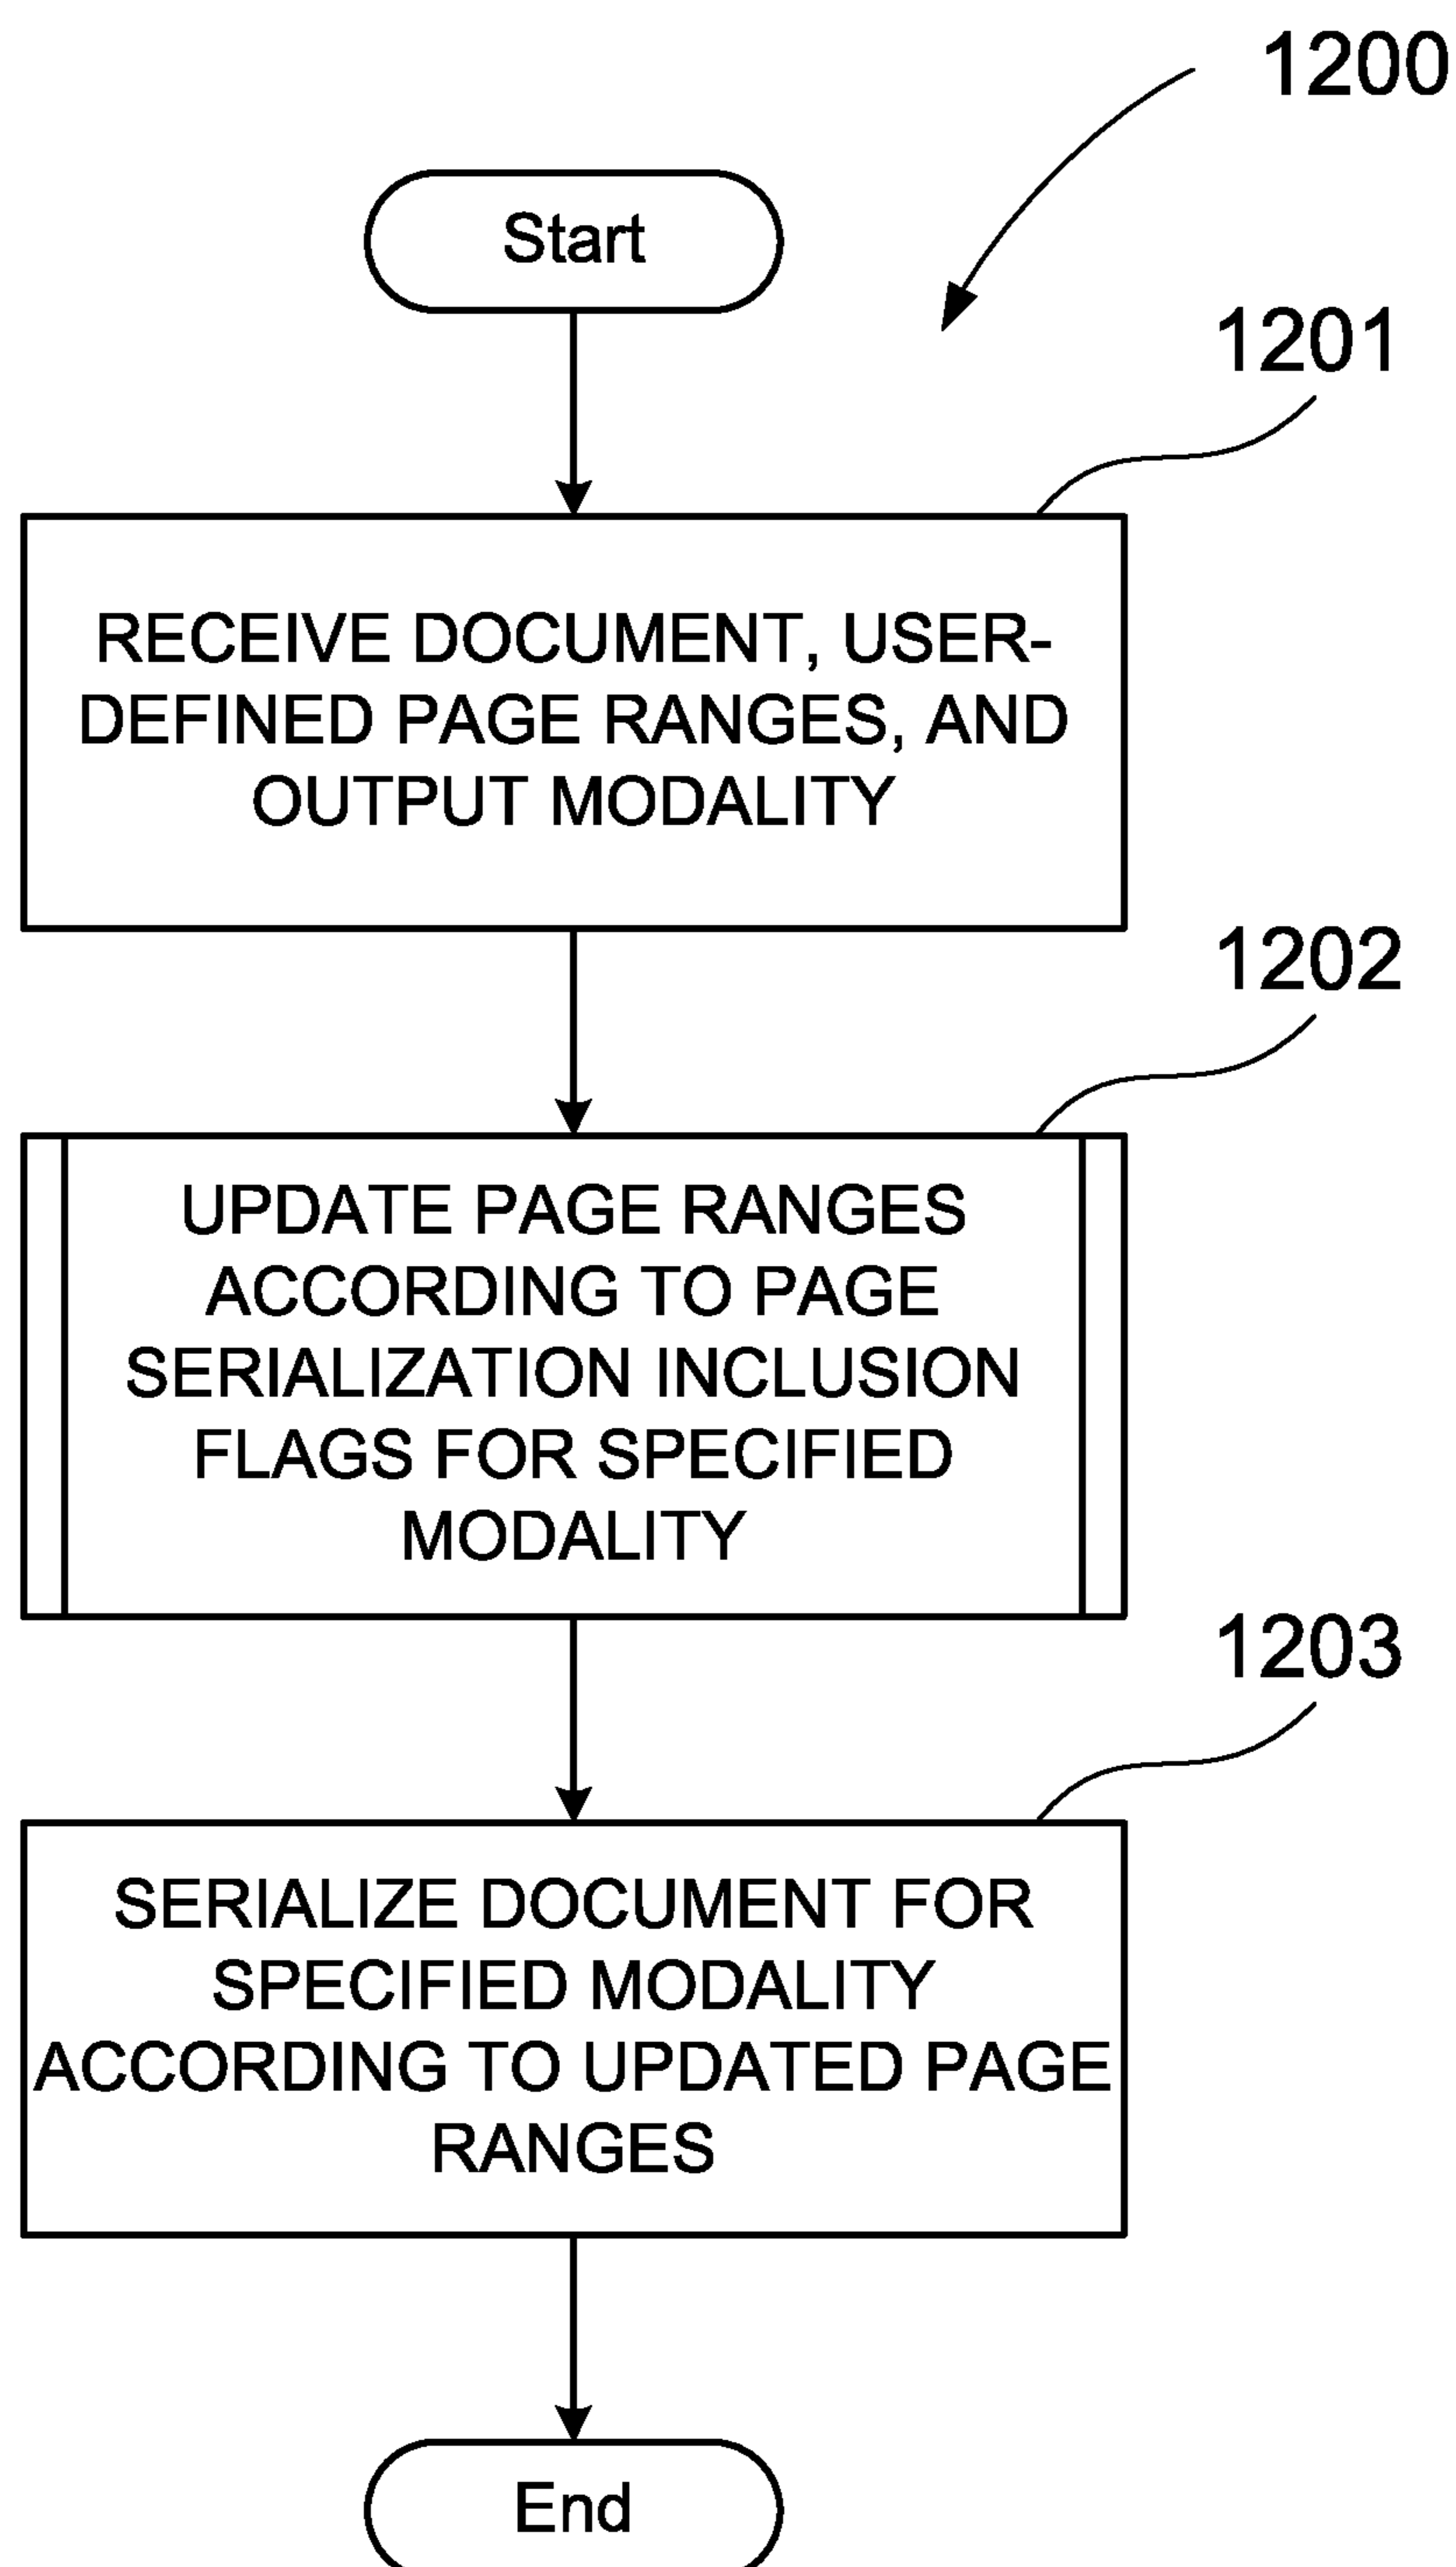 1200
Start
1201
RECEIVE DOCUMENT, USER-
DEFINED PAGE RANGES, AND
OUTPUT MODALITY
1202
UPDATE PAGE RANGES
ACCORDING TO PAGE
SERIALIZATION INCLUSION
FLAGS FOR SPECIFIED
MODALITY
1203
SERIALIZE DOCUMENT FOR
SPECIFIED MODALITY
ACCORDING TO UPDATED PAGE
RANGES
End